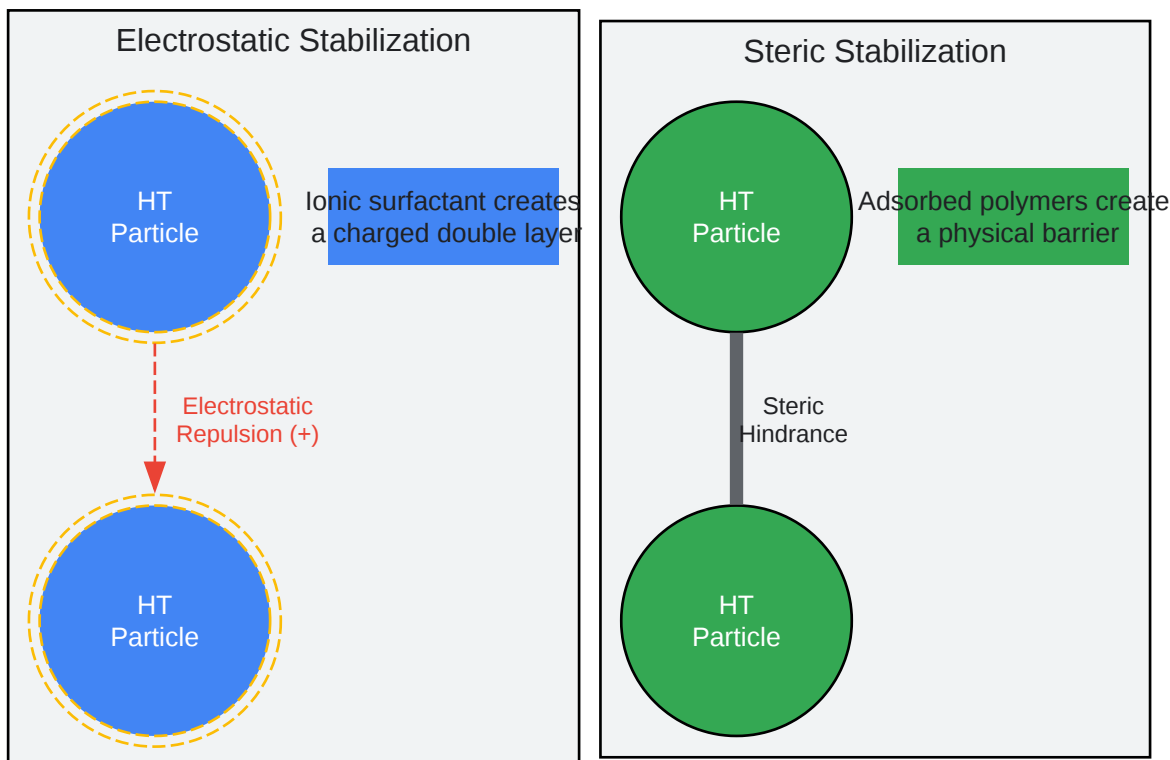 Electrostatic Stabilization
HT
Particle
Ionic surfactant creates
a charged double layer
Electrostatic
Repulsion (+)
HT
Particle
Steric Stabilization
HT
Particle
Adsorbed polymers create
a physical barrier
Steric
Hindrance
HT
Particle